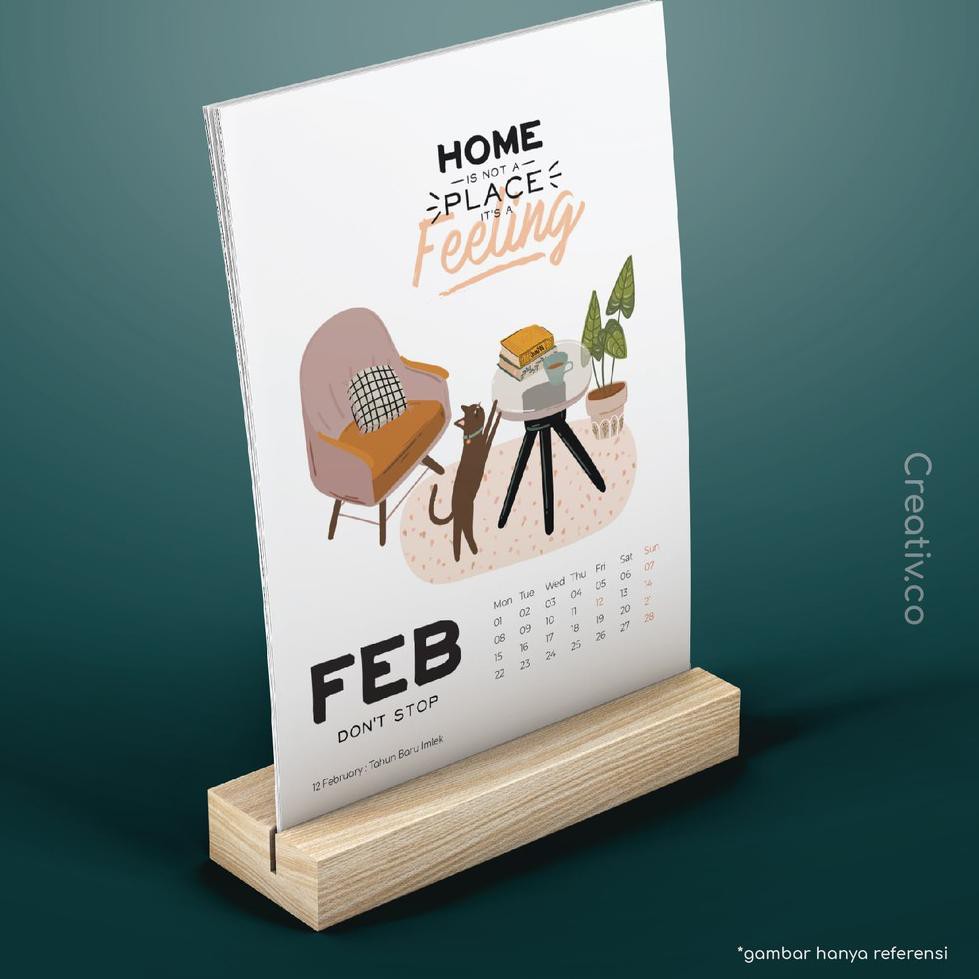 HOME
IS NOT A
PLACE
IT'S A
Feeling
Mon Tue Wed Thu Fri Sat Sun
01 02 03 04 05 06 07
08 09 10 11 12 13 14
15 16 17 18 19 20 21
22 23 24 25 26 27 28
FEB
DON'T STOP
12 February : Tahun Baru Imlek
Creativ.co
*gambar hanya referensi